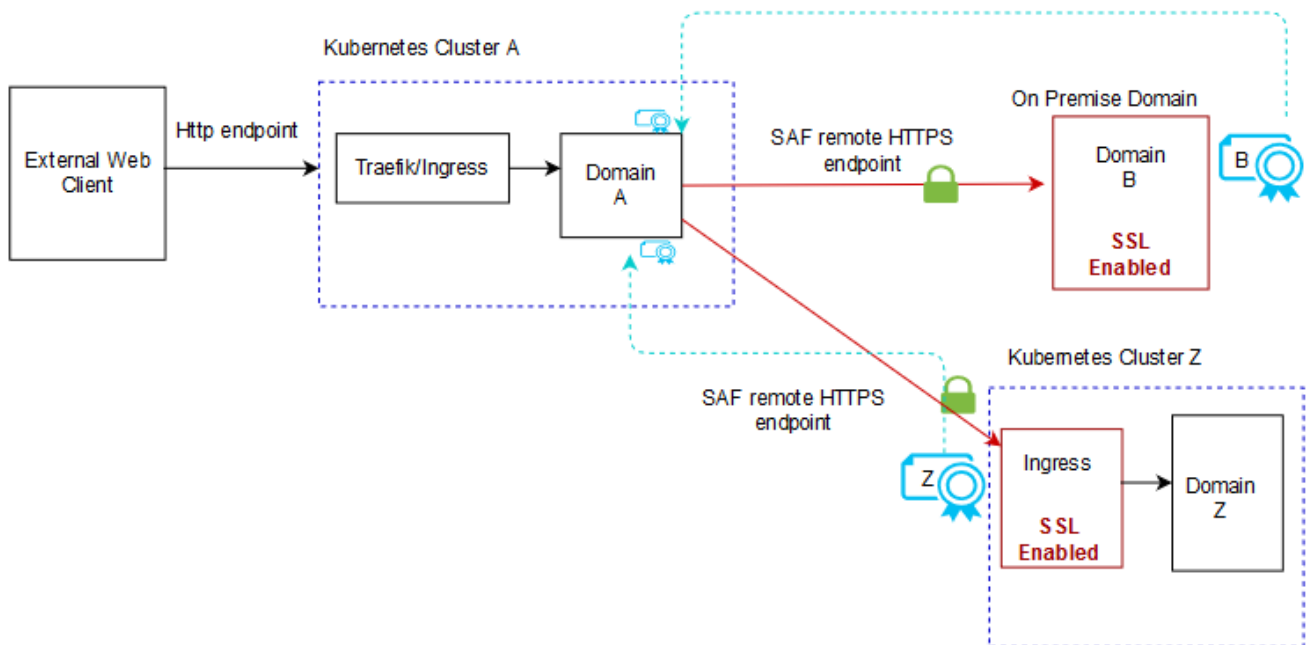 Kubernetes Cluster A
External Web
Client
Http endpoint
Traefik/Ingress
Domain
A
SAF remote HTTPS
endpoint
On Premise Domain
Domain
B
SSL
Enabled
B
Kubernetes Cluster Z
SAF remote HTTPS
endpoint
Z
Ingress
SSL
Enabled
Domain
Z